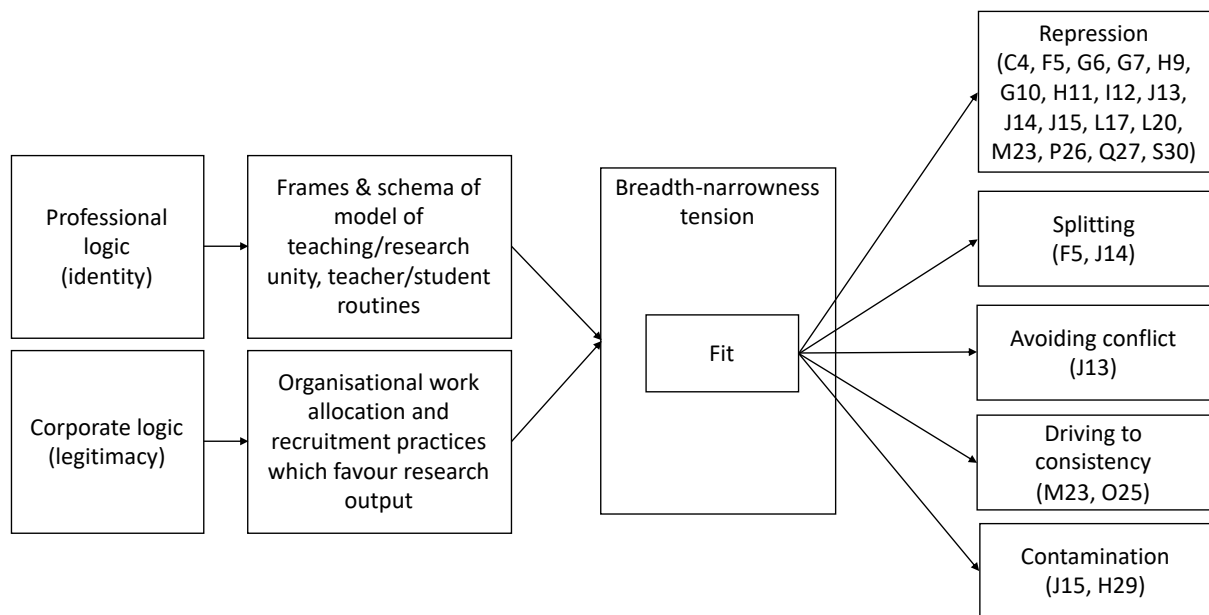 Professional
logic
(identity)
Corporate logic
(legitimacy)
Frames & schema of
model of
teaching/research
unity, teacher/student
routines
Organisational work
allocation and
recruitment practices
which favour research
output
Breadth-narrowness
tension
Fit
Repression
(C4, F5, G6, G7, H9,
G10, H11, I12, J13,
J14, J15, L17, L20,
M23, P26, Q27, S30)
Splitting
(F5, J14)
Avoiding conflict
(J13)
Driving to
consistency
(M23, O25)
Contamination
(J15, H29)